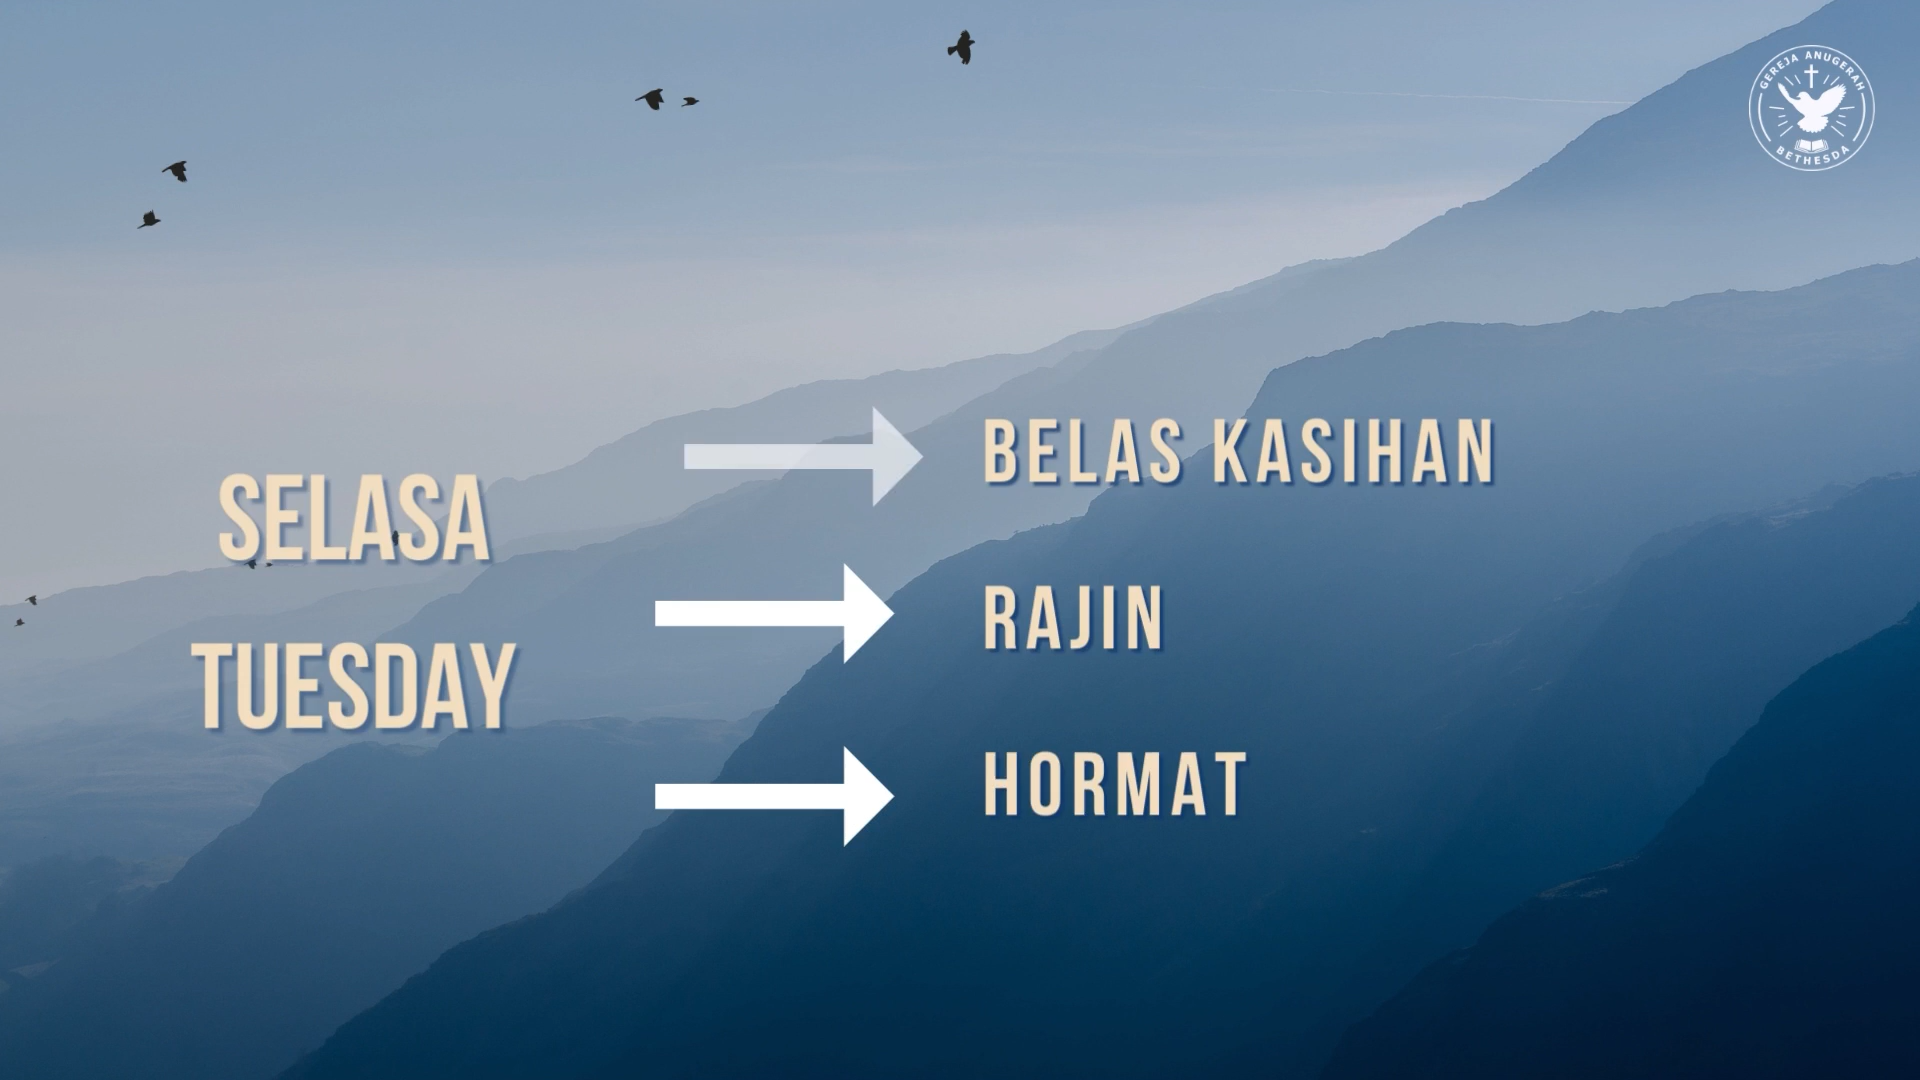 GEREJA ANUGERAH
BETHESDA
SELASA
TUESDAY
BELAS KASIHAN
RAJIN
HORMAT